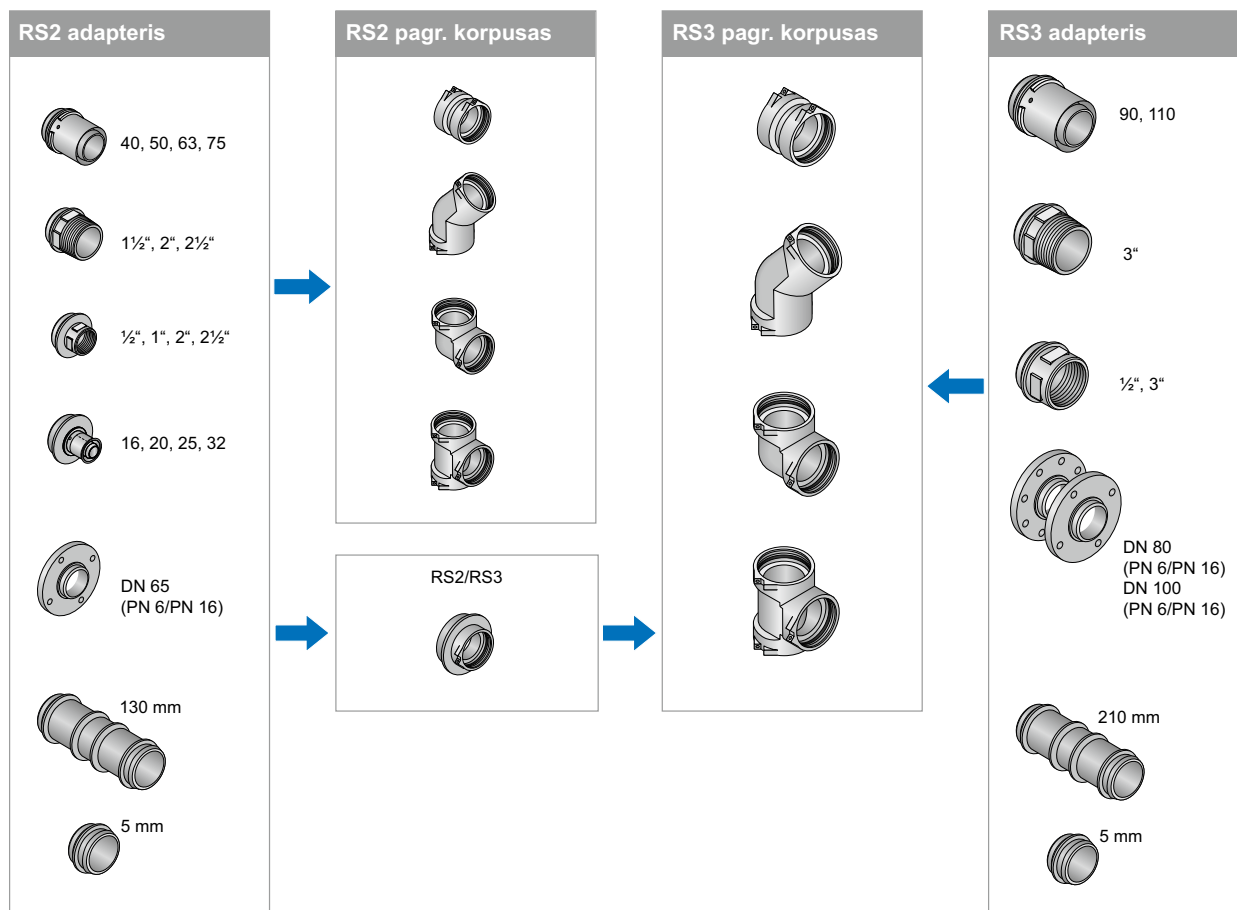 RS2 adapteris
40, 50, 63, 75
1½“, 2“, 2½“
½“, 1“, 2“, 2½“
16, 20, 25, 32
DN 65
(PN 6/PN 16)
130 mm
5 mm
RS2 pagr. korpusas
RS2/RS3
RS3 pagr. korpusas
RS3 adapteris
90, 110
3“
½“, 3“
DN 80
(PN 6/PN 16)
DN 100
(PN 6/PN 16)
210 mm
5 mm